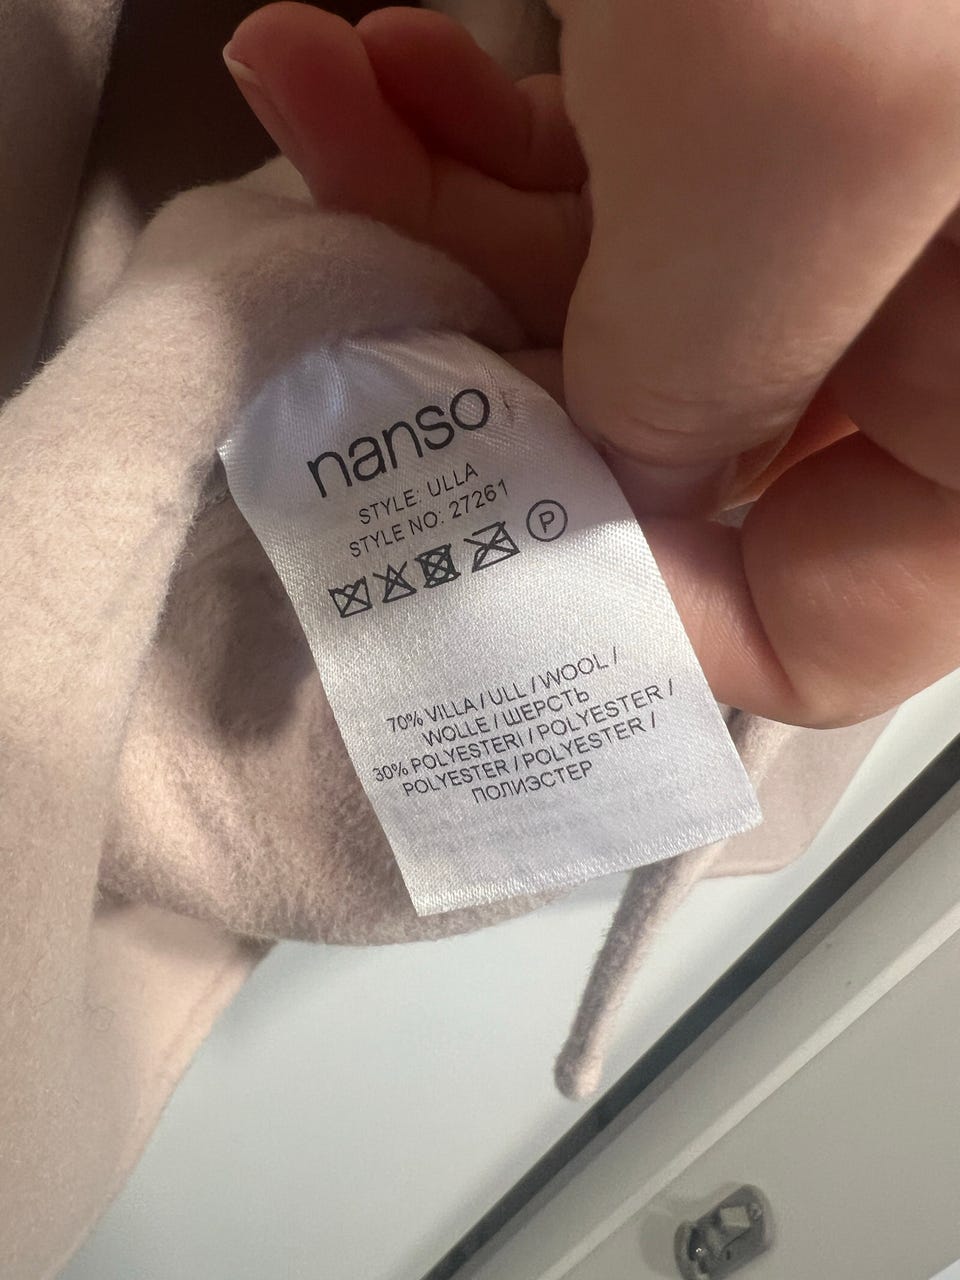 nanso
STYLE: ULLA
STYLE NO: 27261
P
70% VILLA / ULL / WOOL /
WOLLE / ШЕРСТЬ
30% POLYESTERI / POLYESTER /
POLYESTER / POLYESTER /
ПОЛИЭСТЕР